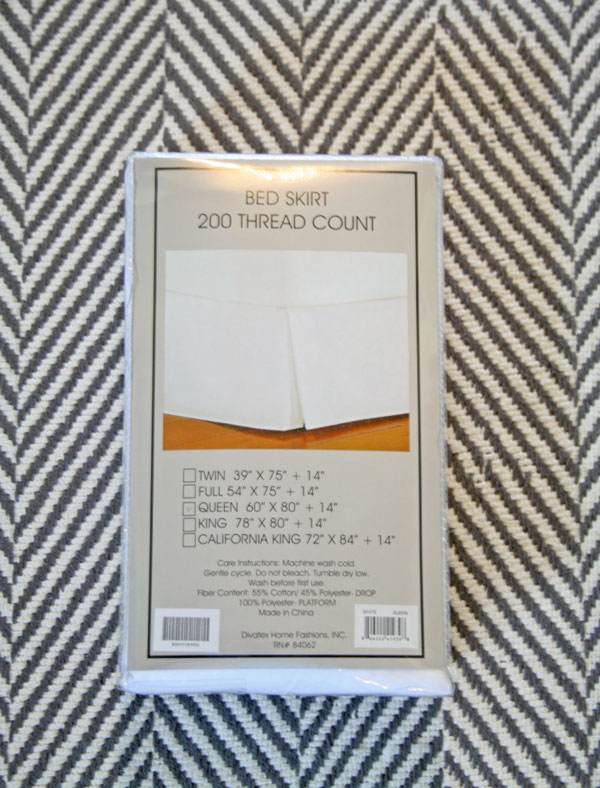 BED SKIRT
200 THREAD COUNT
TWIN 39" X 75" + 14"
FULL 54" X 75" + 14"
QUEEN 60" X 80" + 14"
KING 78" X 80" + 14"
CALIFORNIA KING 72" X 84" + 14"
Care Instructions: Machine wash cold.
Gentle cycle. Do not bleach. Tumble dry low.
Wash before first use.
Fiber Content: 55% Cotton/ 45% Polyester- DROP
100% Polyester- PLATFORM
Made in China
Divatex Home Fashions, INC.
RN# 84062
WHITE QUEEN